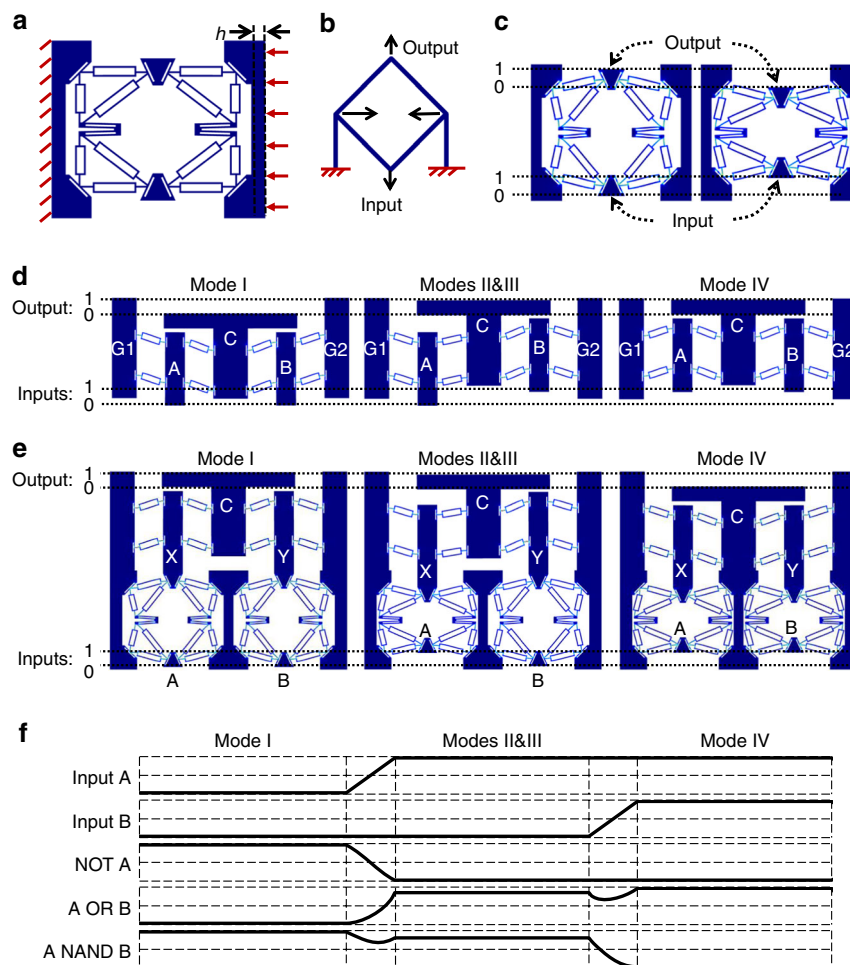 a
h
b
Output
Input
c
Output
1
0
1
0
Input
d
Mode I
Modes II&III
Mode IV
Output: 1
0
G1
A
C
B
G2
G1
A
C
B
G2
G1
A
C
B
G2
Inputs: 1
0
e
Mode I
Modes II&III
Mode IV
Output: 1
0
C
X
Y
C
X
Y
C
X
Y
A
A
B
Inputs: 1
0
A
B
B
f
Mode I
Modes II&III
Mode IV
Input A
Input B
NOT A
A OR B
A NAND B